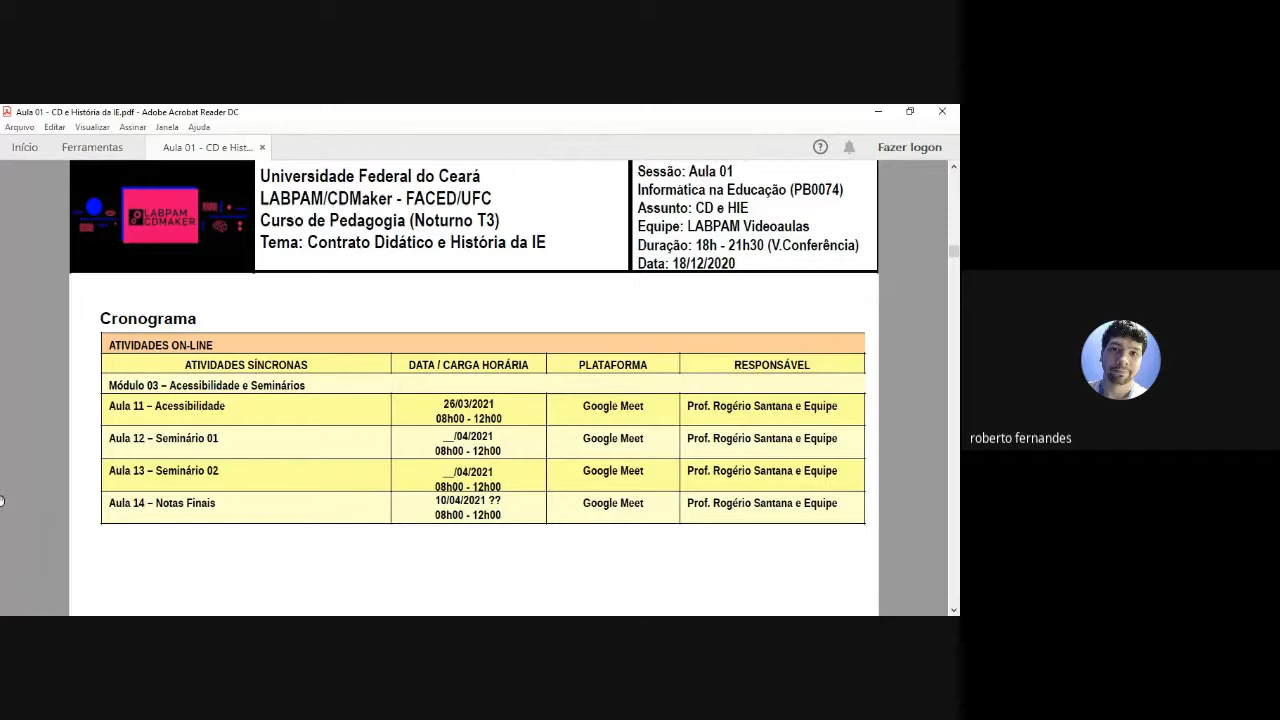 Aula 01 - CD e História da IE.pdf - Adobe Acrobat Reader DC
Arquivo Editar Visualizar Assinar Janela Ajuda
Início Ferramentas Aula 01 - CD e Hist... × Fazer logon
LABPAM
CDMAKER
Universidade Federal do Ceará
LABPAM/CDMaker - FACED/UFC
Curso de Pedagogia (Noturno T3)
Tema: Contrato Didático e História da IE
Sessão: Aula 01
Informática na Educação (PB0074)
Assunto: CD e HIE
Equipe: LABPAM Videoaulas
Duração: 18h - 21h30 (V.Conferência)
Data: 18/12/2020
Cronograma
ATIVIDADES ON-LINE
ATIVIDADES SÍNCRONAS DATA / CARGA HORÁRIA PLATAFORMA RESPONSÁVEL
Módulo 03 – Acessibilidade e Seminários
Aula 11 – Acessibilidade 26/03/2021 Google Meet Prof. Rogério Santana e Equipe
08h00 - 12h00
Aula 12 – Seminário 01 __/04/2021 Google Meet Prof. Rogério Santana e Equipe
08h00 - 12h00
Aula 13 – Seminário 02 __/04/2021 Google Meet Prof. Rogério Santana e Equipe
08h00 - 12h00
Aula 14 – Notas Finais 10/04/2021 ?? Google Meet Prof. Rogério Santana e Equipe
08h00 - 12h00
roberto fernandes